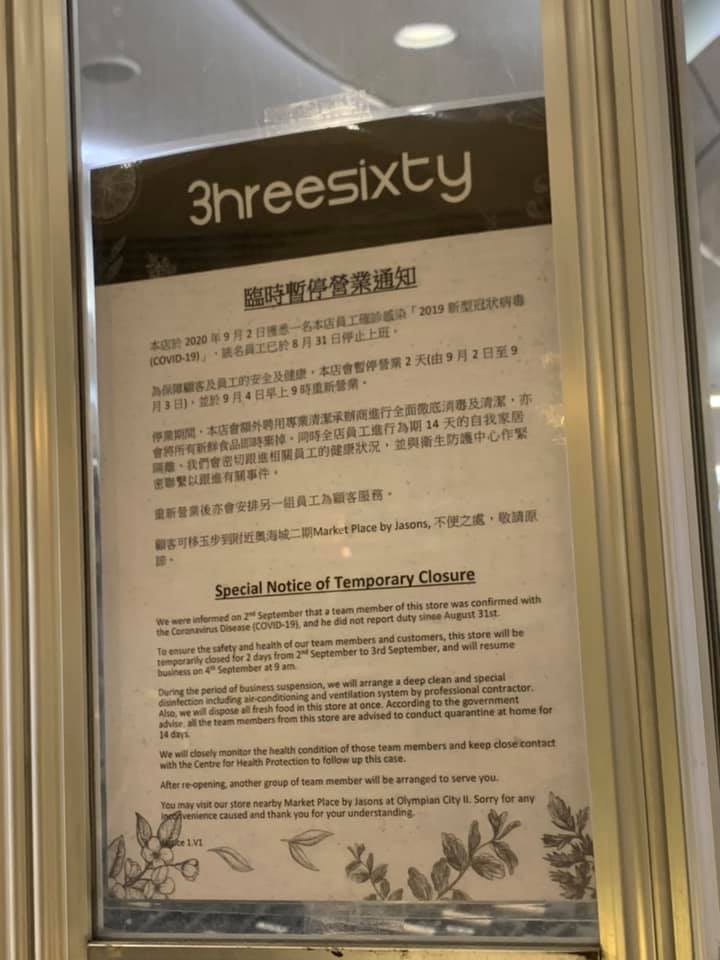 3hreesixty
臨時暫停營業通知
本店於 2020 年 9 月 2 日獲悉一名本店員工確診感染「2019 新型冠狀病毒
(COVID-19)」，該名員工已於 8 月 31 日停止上班。
為保障顧客及員工的安全及健康，本店會暫停營業 2 天(由 9 月 2 日至 9
月 3 日)，並於 9 月 4 日早上 9 時重新營業。
停業期間，本店會額外聘用專業清潔承辦商進行全面徹底消毒及清潔，亦
會將所有新鮮食品即時棄掉。同時全店員工進行為期 14 天的自我家居
隔離。我們會密切跟進相關員工的健康狀況，並與衛生防護中心作緊
密聯繫以跟進有關事件。
重新營業後亦會安排另一組員工為顧客服務。
顧客可移玉步到附近奧海城二期Market Place by Jasons, 不便之處，敬請原
諒。
Special Notice of Temporary Closure
We were informed on 2nd September that a team member of this store was confirmed with
the Coronavirus Disease (COVID-19), and he did not report duty since August 31st.
To ensure the safety and health of our team members and customers, this store will be
temporarily closed for 2 days from 2nd September to 3rd September, and will resume
business on 4th September at 9 am.
During the period of business suspension, we will arrange a deep clean and special
disinfection including air-conditioning and ventilation system by professional contractor.
Also, we will dispose all fresh food in this store at once. According to the government
advise, all the team members from this store are advised to conduct quarantine at home for
14 days.
We will closely monitor the health condition of those team members and keep close contact
with the Centre for Health Protection to follow up this case.
After re-opening, another group of team member will be arranged to serve you.
You may visit our store nearby Market Place by Jasons at Olympian City II. Sorry for any
inconvenience caused and thank you for your understanding.
1.V1